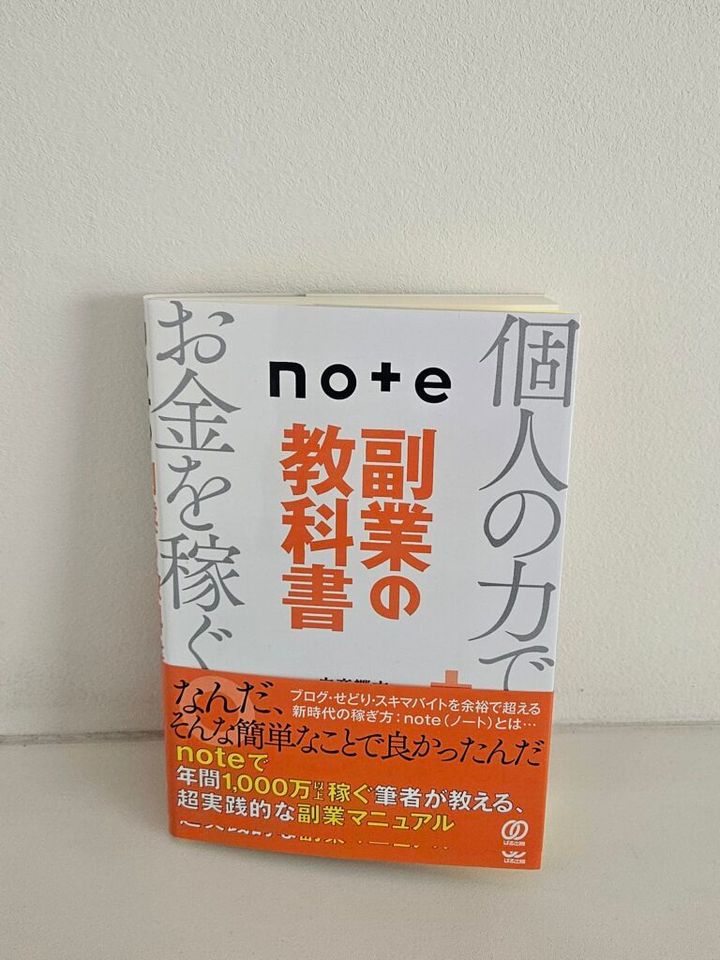 個人の力で
お金を稼ぐ
note
副業の
教科書
なんだ、
そんな簡単なことで良かったんだ
ブログ・せどり・スキマバイトを余裕で超える
新時代の稼ぎ方：note（ノート）とは…
noteで
年間1,000万以上稼ぐ筆者が教える、
超実践的な副業マニュアル
ぱる出版